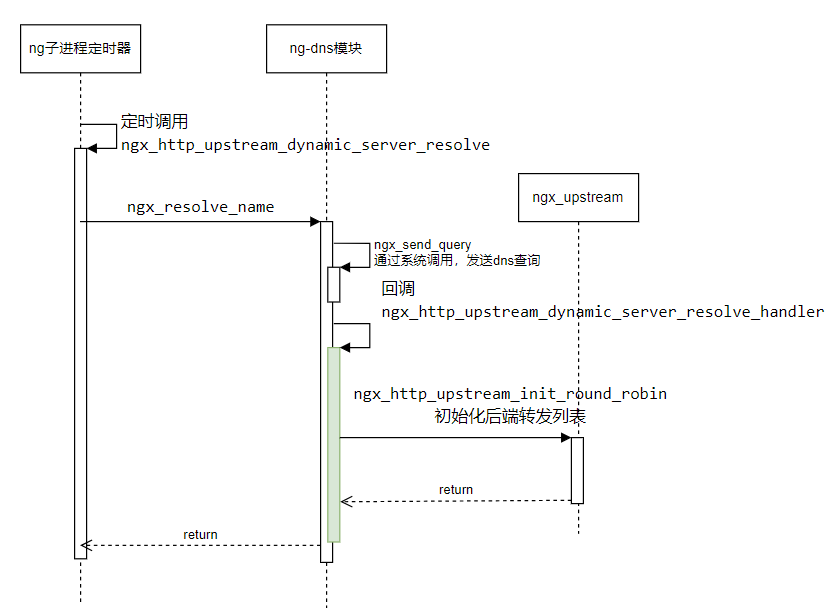 ng子进程定时器
ng-dns模块
定时调用
ngx_http_upstream_dynamic_server_resolve
ngx_upstream
ngx_resolve_name
ngx_send_query
通过系统调用，发送dns查询
回调
ngx_http_upstream_dynamic_server_resolve_handler
ngx_http_upstream_init_round_robin
初始化后端转发列表
return
return